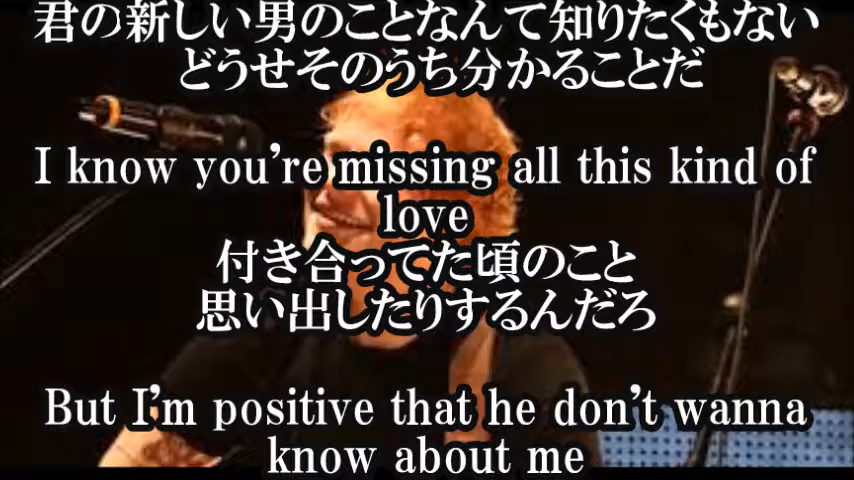 君の新しい男のことなんて知りたくもない
どうせそのうち分かることだ
I know you're missing all this kind of
love
付き合ってた頃のこと
思い出したりするんだろ
But I'm positive that he don't wanna
know about me